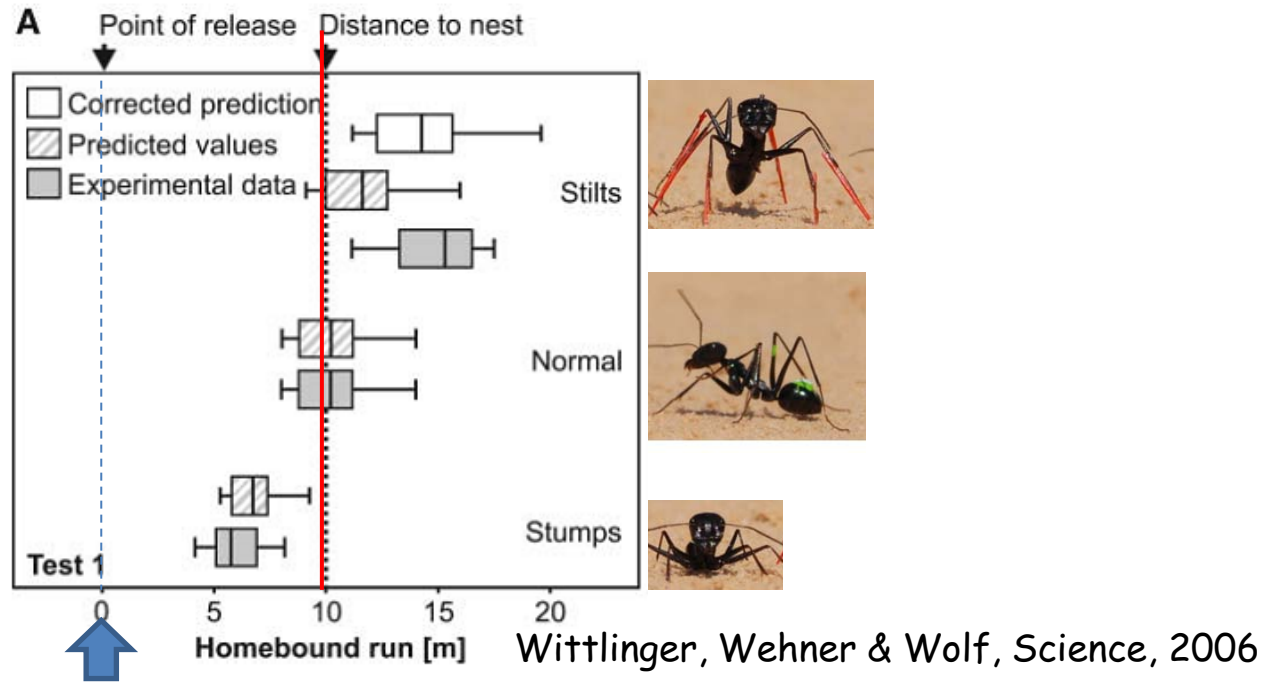 A
Point of release
Distance to nest
Corrected prediction
Predicted values
Experimental data
Stilts
Normal
Stumps
Test 1
0 5 10 15 20
Homebound run [m]
Wittlinger, Wehner & Wolf, Science, 2006